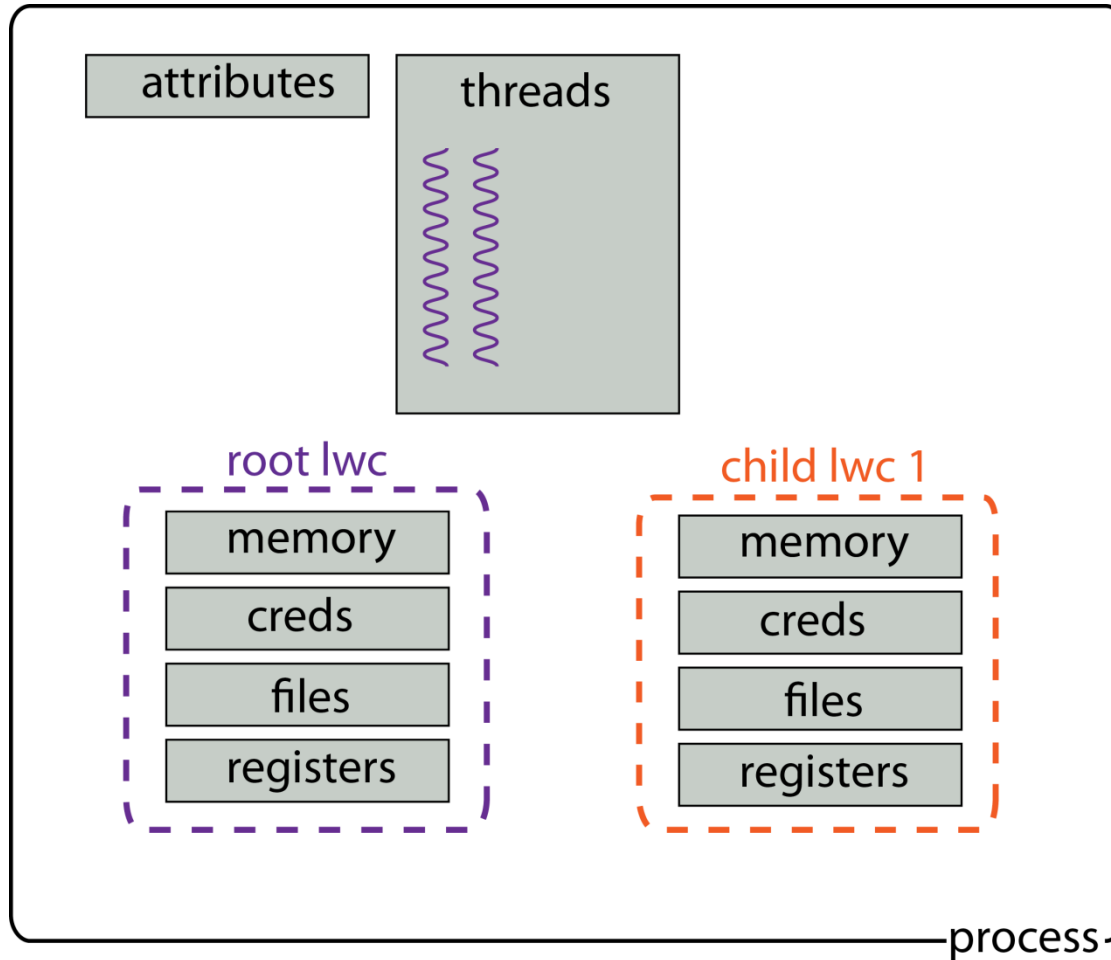 attributes
threads
root lwc
memory
creds
files
registers
child lwc 1
memory
creds
files
registers
process